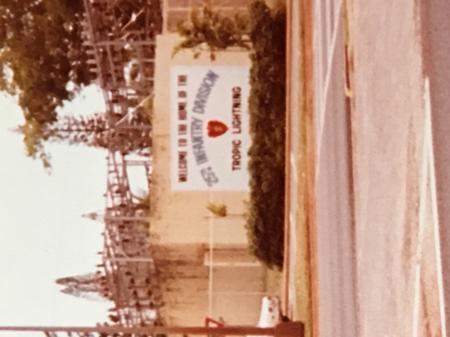 WELCOME TO THE HOME OF THE
25th INFANTRY DIVISION
TROPIC LIGHTNING